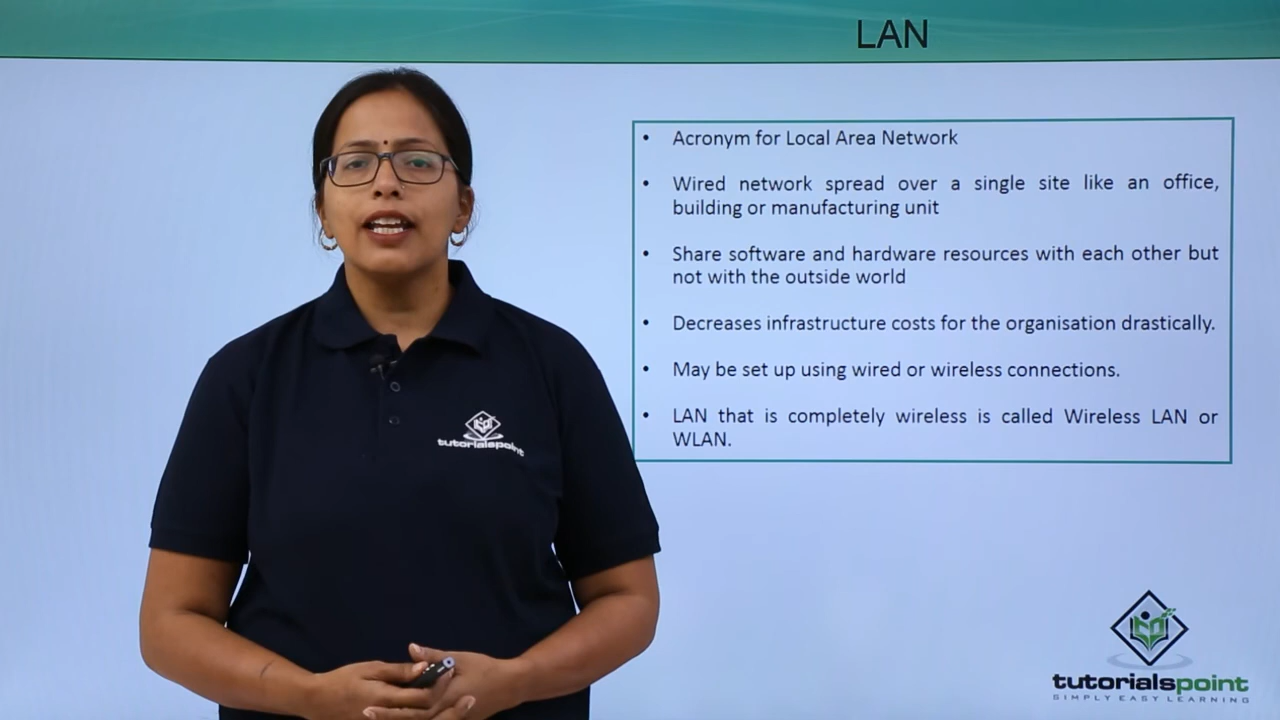 LAN
• Acronym for Local Area Network
• Wired network spread over a single site like an office,
building or manufacturing unit
• Share software and hardware resources with each other but
not with the outside world
• Decreases infrastructure costs for the organisation drastically.
• May be set up using wired or wireless connections.
• LAN that is completely wireless is called Wireless LAN or
WLAN.
tutorialspoint
tutorialspoint
SIMPLY EASY LEARNING